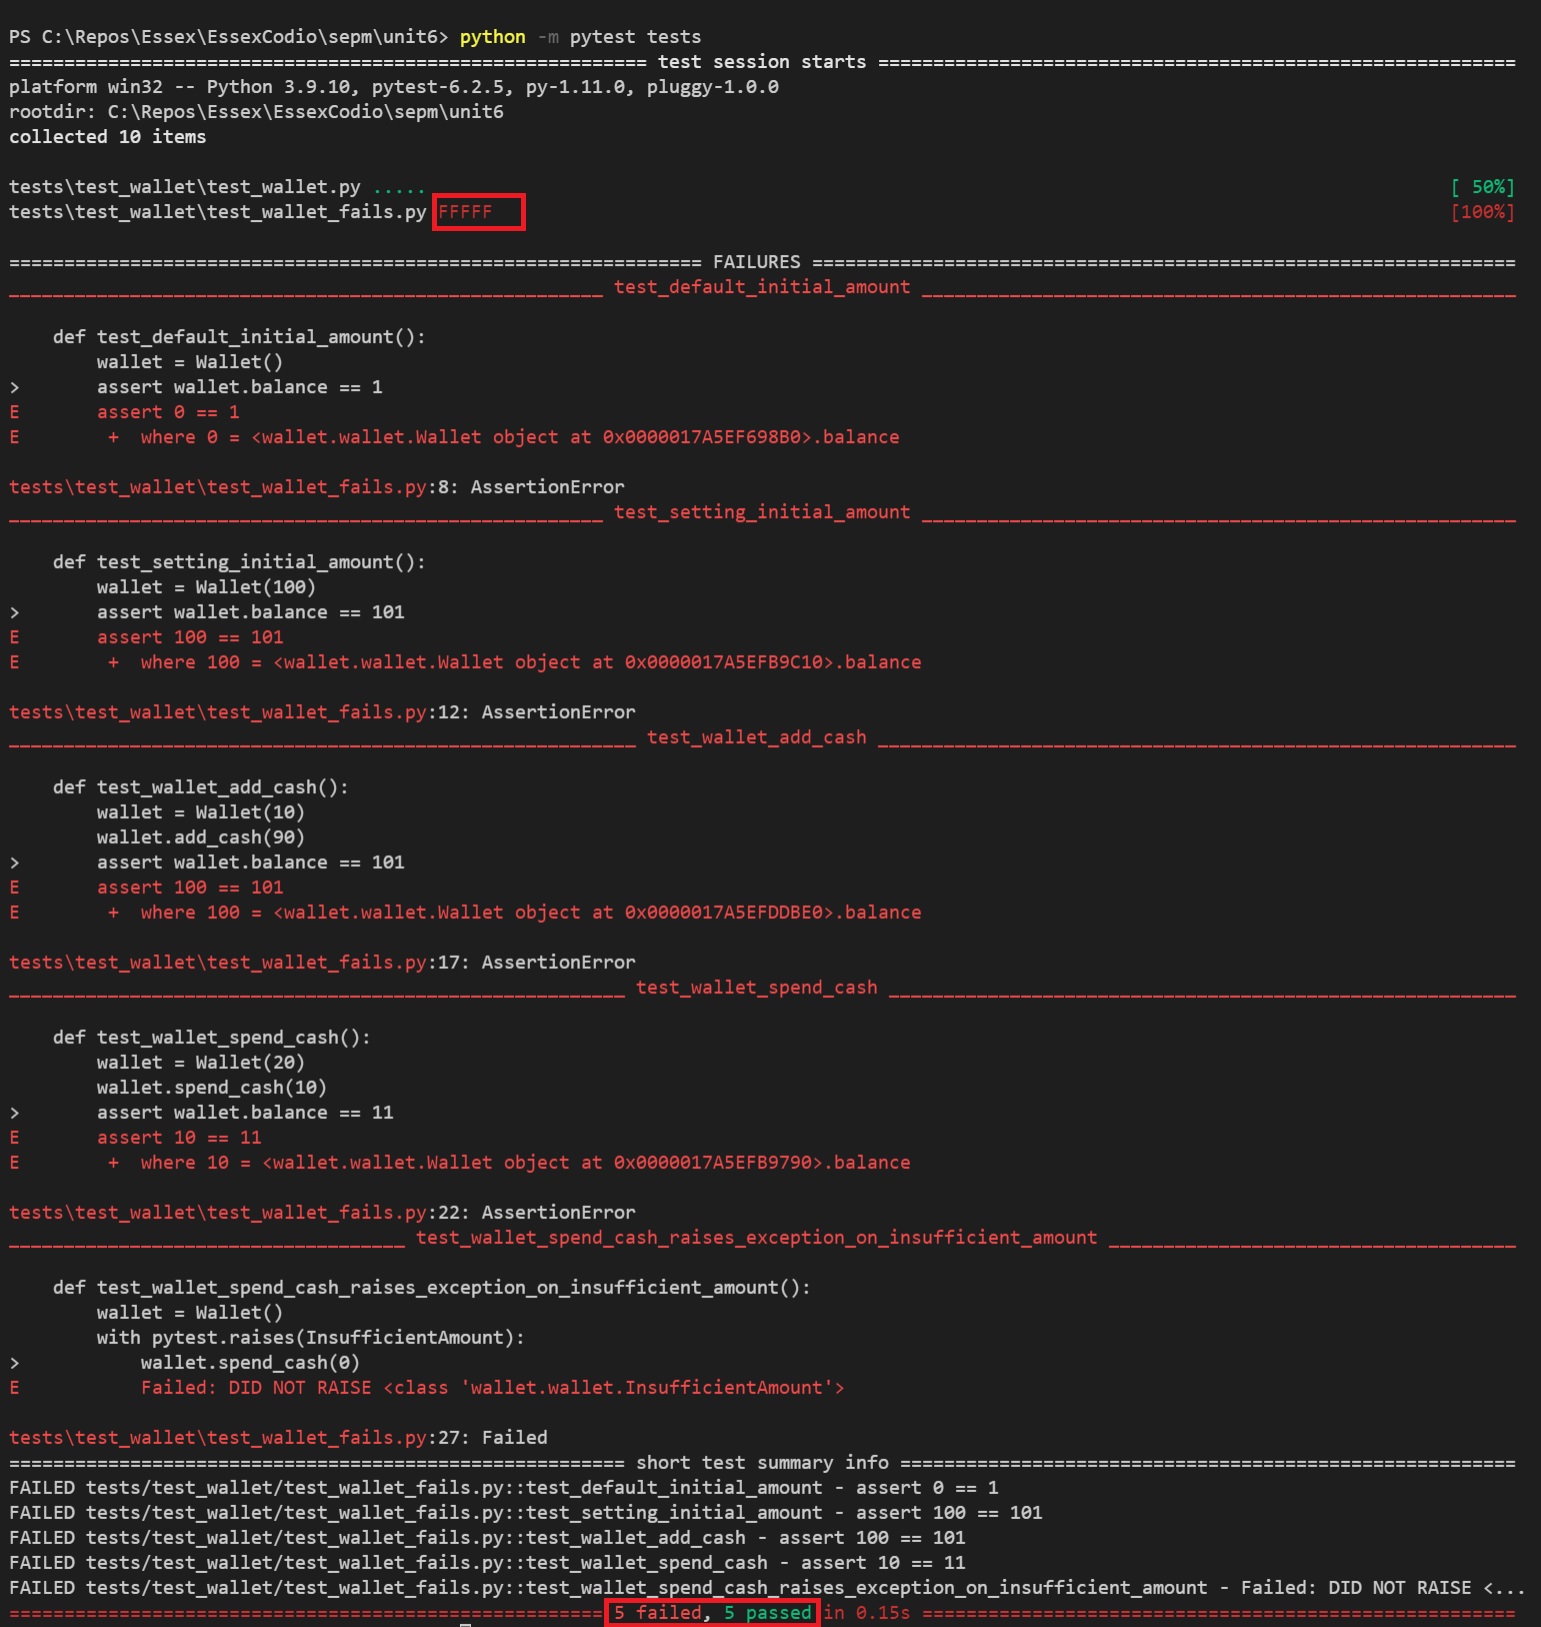 PS C:\Repos\Essex\EssexCodio\sepm\unit6> python -m pytest tests
========================================================== test session starts ==========================================================
platform win32 -- Python 3.9.10, pytest-6.2.5, py-1.11.0, pluggy-1.0.0
rootdir: C:\Repos\Essex\EssexCodio\sepm\unit6
collected 10 items
tests\test_wallet\test_wallet.py ..... [ 50%]
tests\test_wallet\test_wallet_fails.py FFFFF [100%]
=============================================================== FAILURES ================================================================
______________________________________________________ test_default_initial_amount ______________________________________________________
def test_default_initial_amount():
wallet = Wallet()
> assert wallet.balance == 1
E assert 0 == 1
E + where 0 = <wallet.wallet.Wallet object at 0x0000017A5EF698B0>.balance
tests\test_wallet\test_wallet_fails.py:8: AssertionError
______________________________________________________ test_setting_initial_amount ______________________________________________________
def test_setting_initial_amount():
wallet = Wallet(100)
> assert wallet.balance == 101
E assert 100 == 101
E + where 100 = <wallet.wallet.Wallet object at 0x0000017A5EFB9C10>.balance
tests\test_wallet\test_wallet_fails.py:12: AssertionError
_________________________________________________________ test_wallet_add_cash __________________________________________________________
def test_wallet_add_cash():
wallet = Wallet(10)
wallet.add_cash(90)
> assert wallet.balance == 101
E assert 100 == 101
E + where 100 = <wallet.wallet.Wallet object at 0x0000017A5EFDDBE0>.balance
tests\test_wallet\test_wallet_fails.py:17: AssertionError
________________________________________________________ test_wallet_spend_cash _________________________________________________________
def test_wallet_spend_cash():
wallet = Wallet(20)
wallet.spend_cash(10)
> assert wallet.balance == 11
E assert 10 == 11
E + where 10 = <wallet.wallet.Wallet object at 0x0000017A5EFB9790>.balance
tests\test_wallet\test_wallet_fails.py:22: AssertionError
____________________________________ test_wallet_spend_cash_raises_exception_on_insufficient_amount _____________________________________
def test_wallet_spend_cash_raises_exception_on_insufficient_amount():
wallet = Wallet()
with pytest.raises(InsufficientAmount):
> wallet.spend_cash(0)
E Failed: DID NOT RAISE <class 'wallet.wallet.InsufficientAmount'>
tests\test_wallet\test_wallet_fails.py:27: Failed
======================================================== short test summary info ========================================================
FAILED tests/test_wallet/test_wallet_fails.py::test_default_initial_amount - assert 0 == 1
FAILED tests/test_wallet/test_wallet_fails.py::test_setting_initial_amount - assert 100 == 101
FAILED tests/test_wallet/test_wallet_fails.py::test_wallet_add_cash - assert 100 == 101
FAILED tests/test_wallet/test_wallet_fails.py::test_wallet_spend_cash - assert 10 == 11
FAILED tests/test_wallet/test_wallet_fails.py::test_wallet_spend_cash_raises_exception_on_insufficient_amount - Failed: DID NOT RAISE <...
====================================================== 5 failed, 5 passed in 0.15s ======================================================